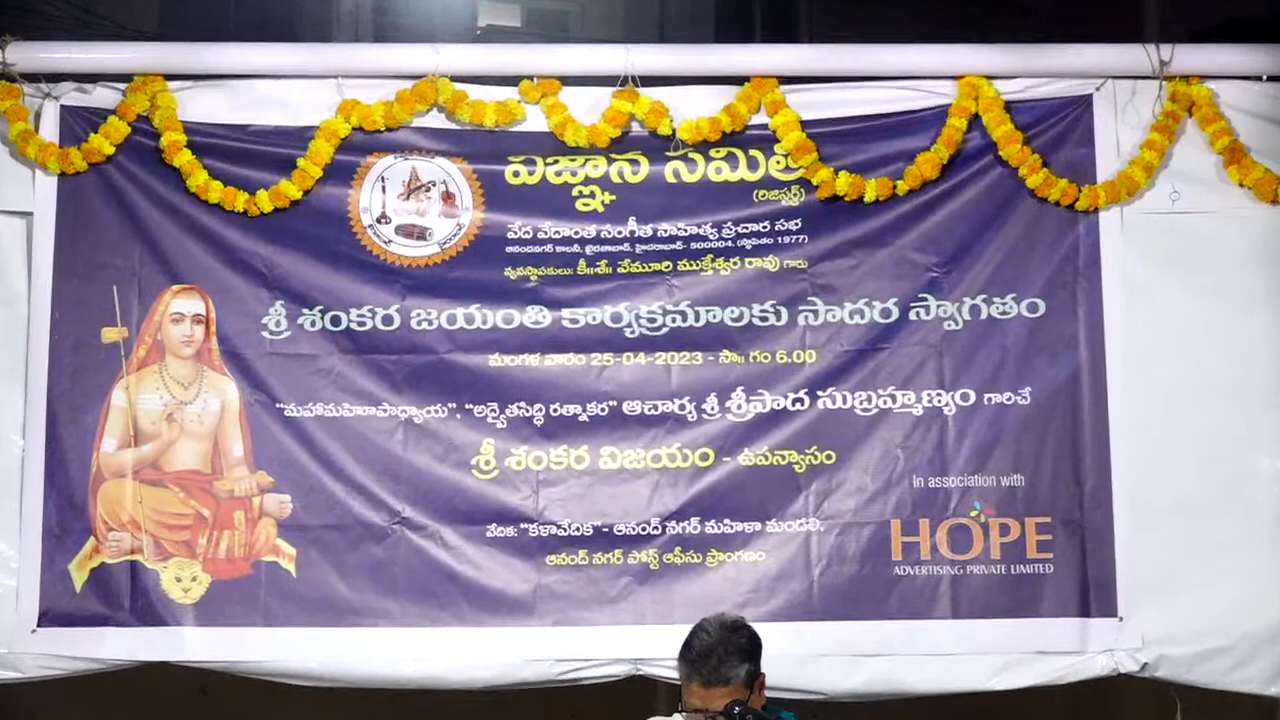 విజ్ఞాన సమితి
(రిజిస్టర్డ్)
వేద వేదాంత సంగీత సాహిత్య ప్రచార సభ
ఆనందనగర్ కాలనీ, ఖైరతాబాద్, హైదరాబాద్- 500004. (స్థాపితం 1977)
వ్యవస్థాపకులు: కీ॥శే॥ వేమూరి ముక్తేశ్వర రావు గారు
శ్రీ శంకర జయంతి కార్యక్రమాలకు సాదర స్వాగతం
మంగళ వారం 25-04-2023 - సా॥ గం 6.00
"మహామహోపాధ్యాయ", "అద్వైతసిద్ధి రత్నాకర" ఆచార్య శ్రీ శ్రీపాద సుబ్రహ్మణ్యం గారిచే
శ్రీ శంకర విజయం - ఉపన్యాసం
వేదిక: "కళావేదిక"- ఆనంద్ నగర్ మహిళా మండలి,
ఆనంద్ నగర్ పోస్ట్ ఆఫీసు ప్రాంగణం
In association with
HOPE
ADVERTISING PRIVATE LIMITED